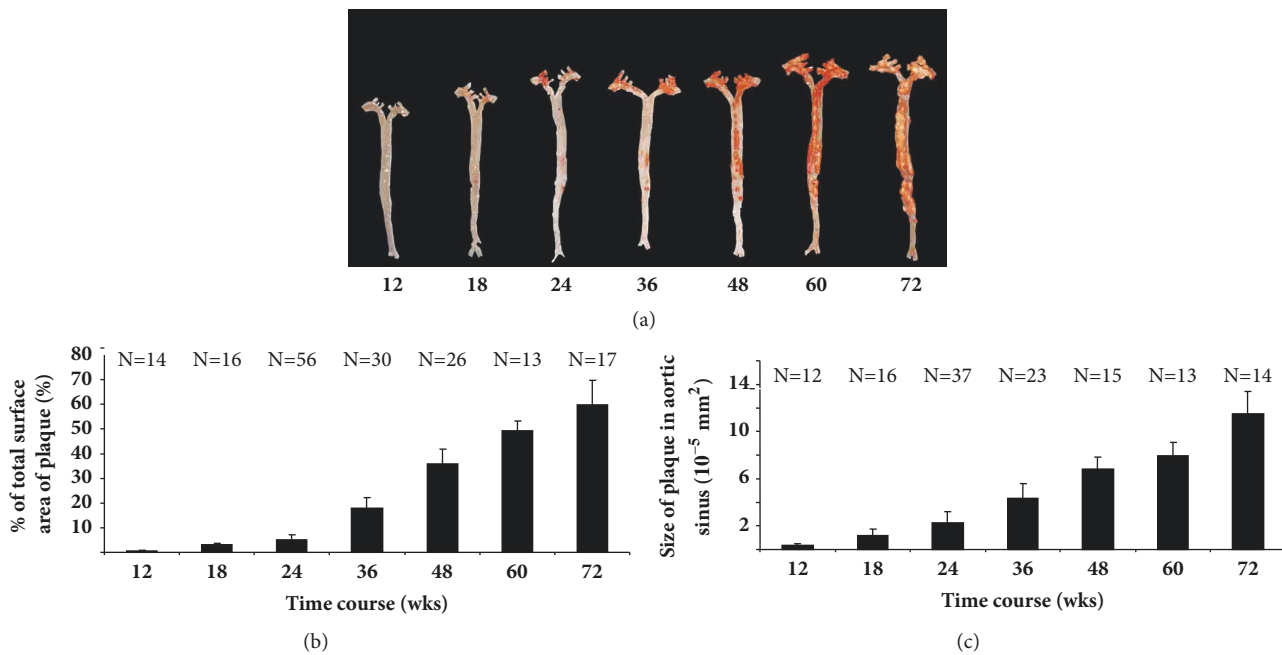 12 18 24 36 48 60 72
(a)
% of total surface
area of plaque (%)
80
70
60
50
40
30
20
10
N=14 N=16 N=56 N=30 N=26 N=13 N=17
12 18 24 36 48 60 72
Time course (wks)
(b)
Size of plaque in aortic
sinus (10⁻⁵ mm²)
14
10
6
2
N=12 N=16 N=37 N=23 N=15 N=13 N=14
12 18 24 36 48 60 72
Time course (wks)
(c)